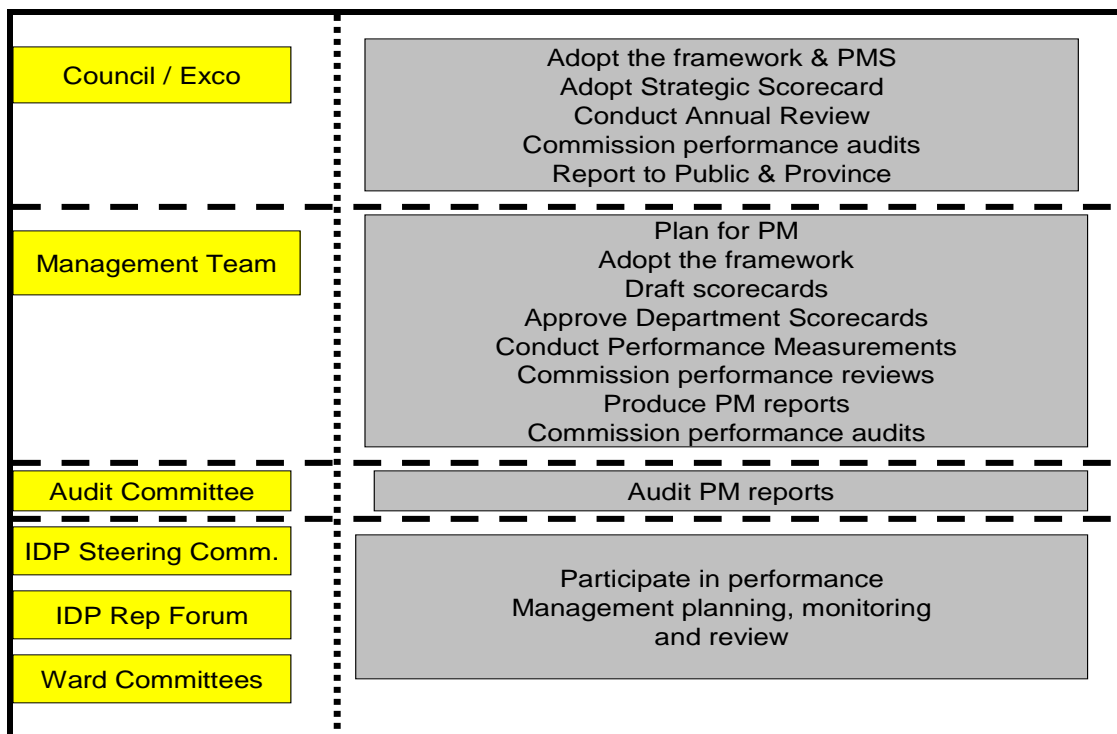 Council / Exco
Adopt the framework & PMS
Adopt Strategic Scorecard
Conduct Annual Review
Commission performance audits
Report to Public & Province
Management Team
Plan for PM
Adopt the framework
Draft scorecards
Approve Department Scorecards
Conduct Performance Measurements
Commission performance reviews
Produce PM reports
Commission performance audits
Audit Committee
Audit PM reports
IDP Steering Comm.
IDP Rep Forum
Ward Committees
Participate in performance
Management planning, monitoring
and review